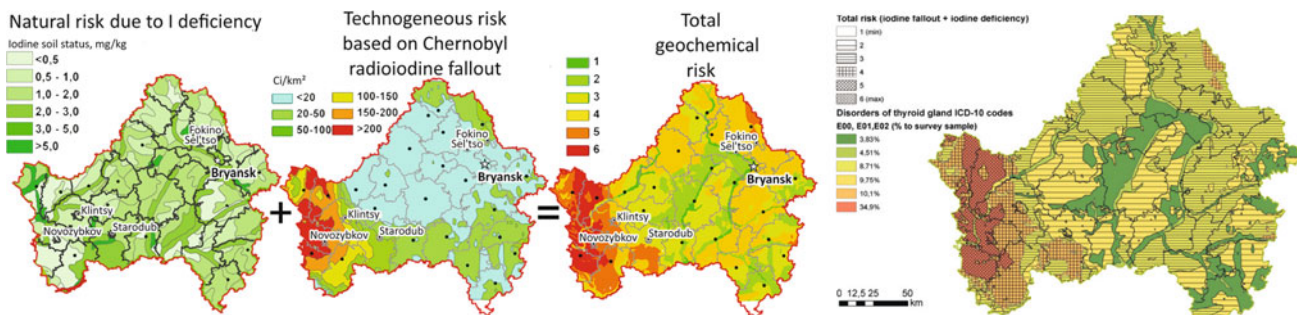 Natural risk due to I deficiency
Iodine soil status, mg/kg
<0,5
0,5 - 1,0
1,0 - 2,0
2,0 - 3,0
3,0 - 5,0
>5,0
Fokino
Sel'tso
Bryansk
Klintsy
Novozybkov
Starodub
+
Technogeneous risk
based on Chernobyl
radioiodine fallout
Ci/km²
<20
20-50
50-100
100-150
150-200
>200
Fokino
Sel'tso
Bryansk
Klintsy
Novozybkov
Starodub
=
Total
geochemical
risk
1
2
3
4
5
6
Fokino
Sel'tso
Bryansk
Klintsy
Novozybkov
Starodub
Total risk (iodine fallout + iodine deficiency)
1 (min)
2
3
4
5
6 (max)
Disorders of thyroid gland ICD-10 codes
E00, E01,E02 (% to survey sample)
3,83%
4,51%
8,71%
9,75%
10,1%
34,9%
0 12,5 25 50
km